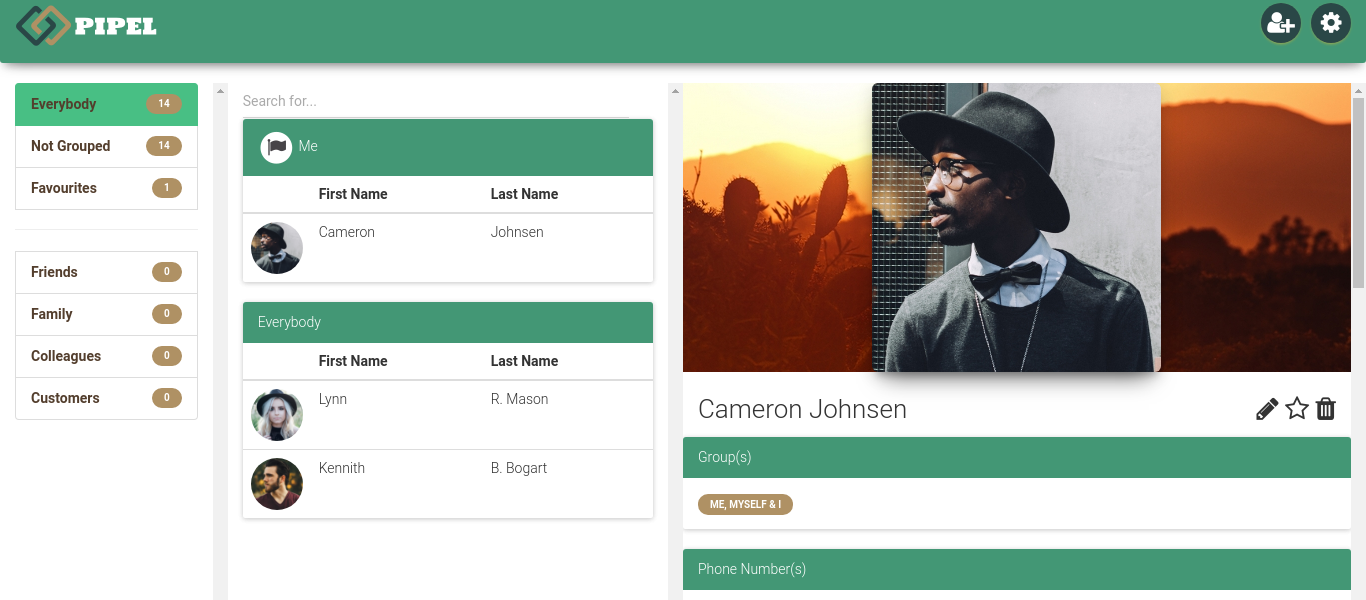 PIPEL
Everybody 14
Not Grouped 14
Favourites 1
Friends 0
Family 0
Colleagues 0
Customers 0
Search for...
Me
First Name Last Name
Cameron Johnsen
Everybody
First Name Last Name
Lynn R. Mason
Kennith B. Bogart
Cameron Johnsen
Group(s)
ME, MYSELF & I
Phone Number(s)